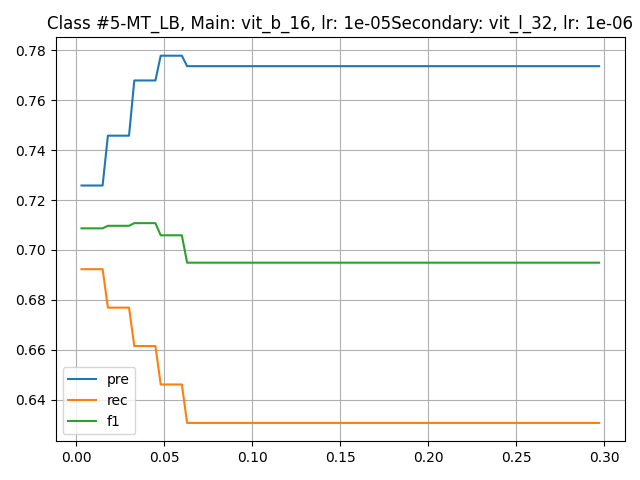 Class #5-MT_LB, Main: vit_b_16, lr: 1e-05Secondary: vit_l_32, lr: 1e-06
0.78
0.76
0.74
0.72
0.70
0.68
0.66
0.64
pre
rec
f1
0.00 0.05 0.10 0.15 0.20 0.25 0.30